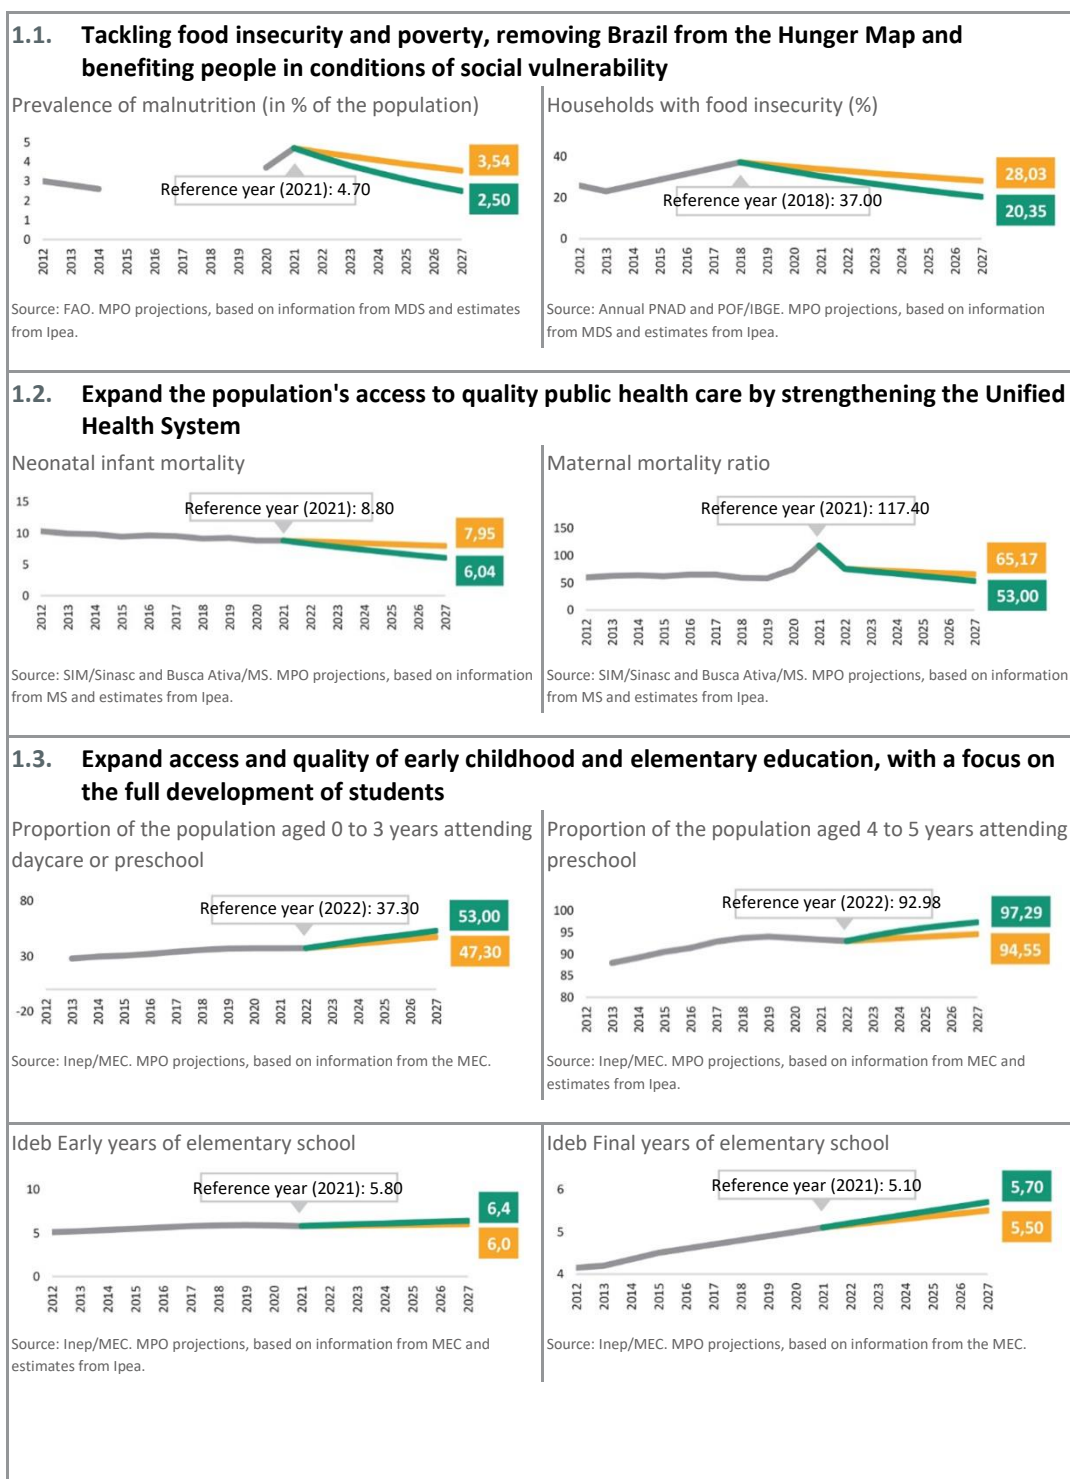 1.1. Tackling food insecurity and poverty, removing Brazil from the Hunger Map and
benefiting people in conditions of social vulnerability
Prevalence of malnutrition (in % of the population)
5
4
3
2
1
0
Reference year (2021): 4.70
3,54
2,50
2012 2013 2014 2020 2021 2022 2023 2024 2025 2026 2027
Source: FAO. MPO projections, based on information from MDS and estimates
from Ipea.
Households with food insecurity (%)
40
20
0
Reference year (2018): 37.00
28,03
20,35
2012 2013 2014 2015 2016 2017 2018 2019 2020 2021 2022 2023 2024 2025 2026 2027
Source: Annual PNAD and POF/IBGE. MPO projections, based on information
from MDS and estimates from Ipea.
1.2. Expand the population's access to quality public health care by strengthening the Unified
Health System
Neonatal infant mortality
15
10
5
0
Reference year (2021): 8.80
7,95
6,04
2012 2013 2014 2015 2016 2017 2018 2019 2020 2021 2022 2023 2024 2025 2026 2027
Source: SIM/Sinasc and Busca Ativa/MS. MPO projections, based on information
from MS and estimates from Ipea.
Maternal mortality ratio
150
100
50
0
Reference year (2021): 117.40
65,17
53,00
2012 2013 2014 2015 2016 2017 2018 2019 2020 2021 2022 2023 2024 2025 2026 2027
Source: SIM/Sinasc and Busca Ativa/MS. MPO projections, based on information
from MS and estimates from Ipea.
1.3. Expand access and quality of early childhood and elementary education, with a focus on
the full development of students
Proportion of the population aged 0 to 3 years attending
daycare or preschool
80
30
-20
Reference year (2022): 37.30
53,00
47,30
2012 2013 2014 2015 2016 2017 2018 2019 2020 2021 2022 2023 2024 2025 2026 2027
Source: Inep/MEC. MPO projections, based on information from the MEC.
Proportion of the population aged 4 to 5 years attending
preschool
100
95
90
85
80
Reference year (2022): 92.98
97,29
94,55
2012 2013 2014 2015 2016 2017 2018 2019 2020 2021 2022 2023 2024 2025 2026 2027
Source: Inep/MEC. MPO projections, based on information from MEC and
estimates from Ipea.
Ideb Early years of elementary school
10
5
0
Reference year (2021): 5.80
6,4
6,0
2012 2013 2014 2015 2016 2017 2018 2019 2020 2021 2022 2023 2024 2025 2026 2027
Source: Inep/MEC. MPO projections, based on information from MEC and
estimates from Ipea.
Ideb Final years of elementary school
6
5
4
Reference year (2021): 5.10
5,70
5,50
2012 2013 2014 2015 2016 2017 2018 2019 2020 2021 2022 2023 2024 2025 2026 2027
Source: Inep/MEC. MPO projections, based on information from the MEC.